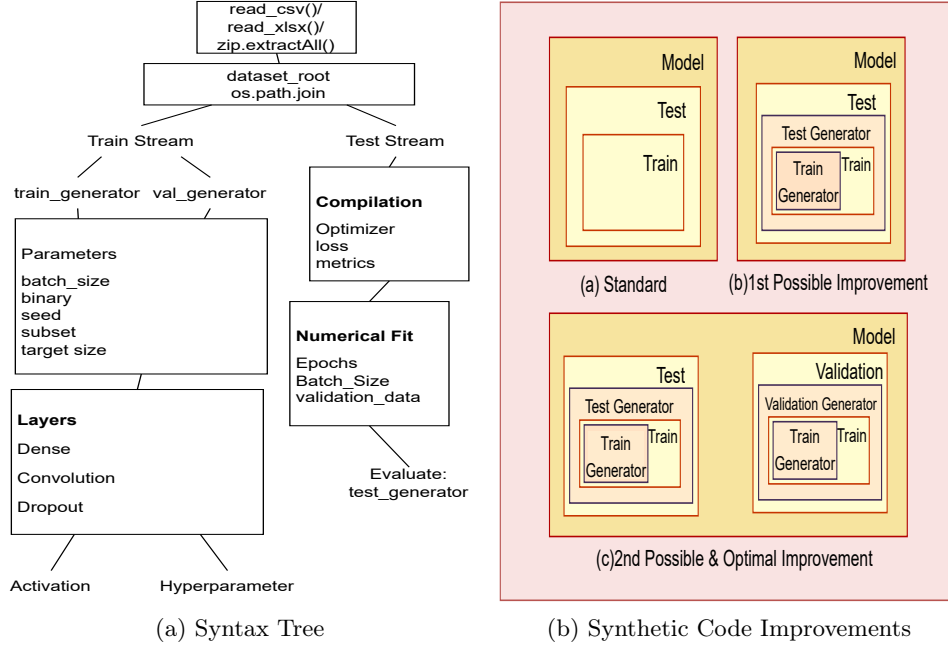 read_csv()/
read_xlsx()/
zip.extractAll()
dataset_root
os.path.join
Train Stream
Test Stream
train_generator
val_generator
Parameters
batch_size
binary
seed
subset
target size
Layers
Dense
Convolution
Dropout
Activation
Hyperparameter
Compilation
Optimizer
loss
metrics
Numerical Fit
Epochs
Batch_Size
validation_data
Evaluate:
test_generator
(a) Syntax Tree
Model
Test
Train
(a) Standard
Model
Test
Test Generator
Train
Generator
Train
(b)1st Possible Improvement
Model
Test
Test Generator
Train
Generator
Train
Validation
Validation Generator
Train
Generator
Train
(c)2nd Possible & Optimal Improvement
(b) Synthetic Code Improvements